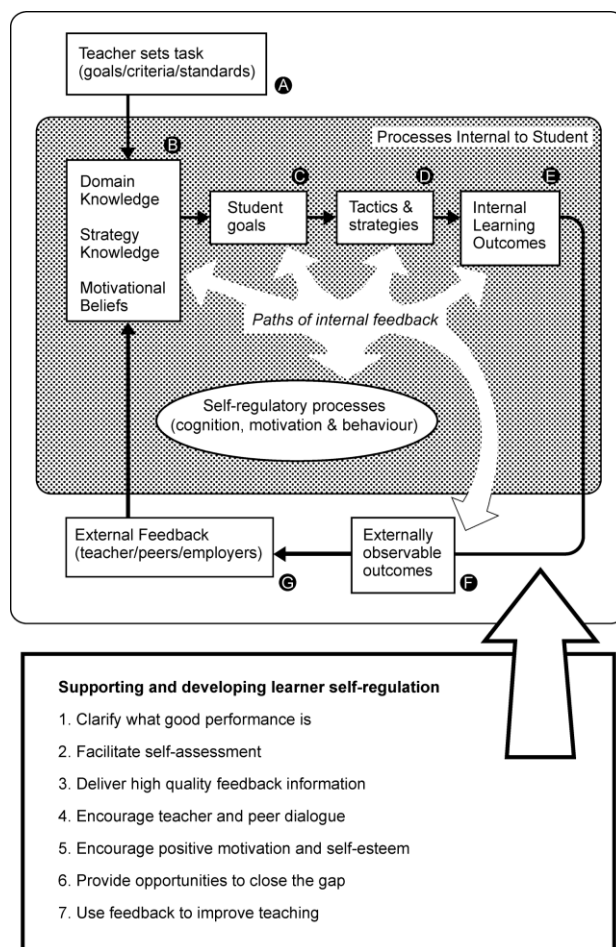 Teacher sets task
(goals/criteria/standards)
A
Processes Internal to Student
B
Domain
Knowledge
Strategy
Knowledge
Motivational
Beliefs
C
Student
goals
D
Tactics &
strategies
E
Internal
Learning
Outcomes
Paths of internal feedback
Self-regulatory processes
(cognition, motivation & behaviour)
External Feedback
(teacher/peers/employers)
G
Externally
observable
outcomes
F
Supporting and developing learner self-regulation
1. Clarify what good performance is
2. Facilitate self-assessment
3. Deliver high quality feedback information
4. Encourage teacher and peer dialogue
5. Encourage positive motivation and self-esteem
6. Provide opportunities to close the gap
7. Use feedback to improve teaching